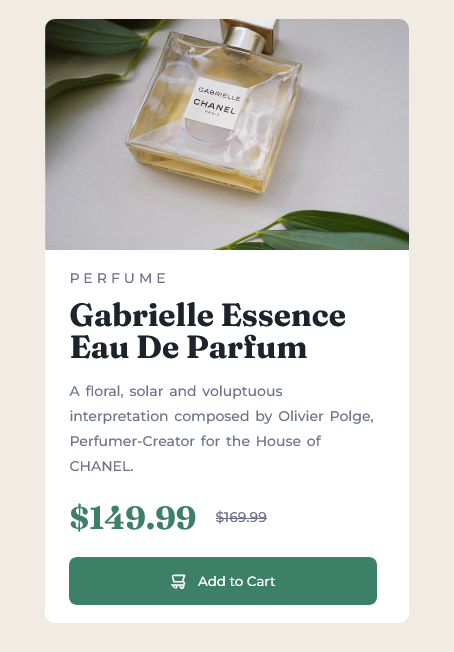 GABRIELLE
CHANEL
PARIS
PERFUME
Gabrielle Essence
Eau De Parfum
A floral, solar and voluptuous
interpretation composed by Olivier Polge,
Perfumer-Creator for the House of
CHANEL.
$149.99 $169.99
Add to Cart